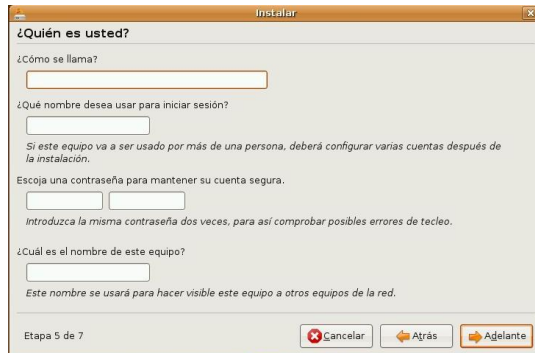 Instalar
¿Quién es usted?
¿Cómo se llama?
¿Qué nombre desea usar para iniciar sesión?
Si este equipo va a ser usado por más de una persona, deberá configurar varias cuentas después de
la instalación.
Escoja una contraseña para mantener su cuenta segura.
Introduzca la misma contraseña dos veces, para así comprobar posibles errores de tecleo.
¿Cuál es el nombre de este equipo?
Este nombre se usará para hacer visible este equipo a otros equipos de la red.
Etapa 5 de 7
Cancelar
Atrás
Adelante